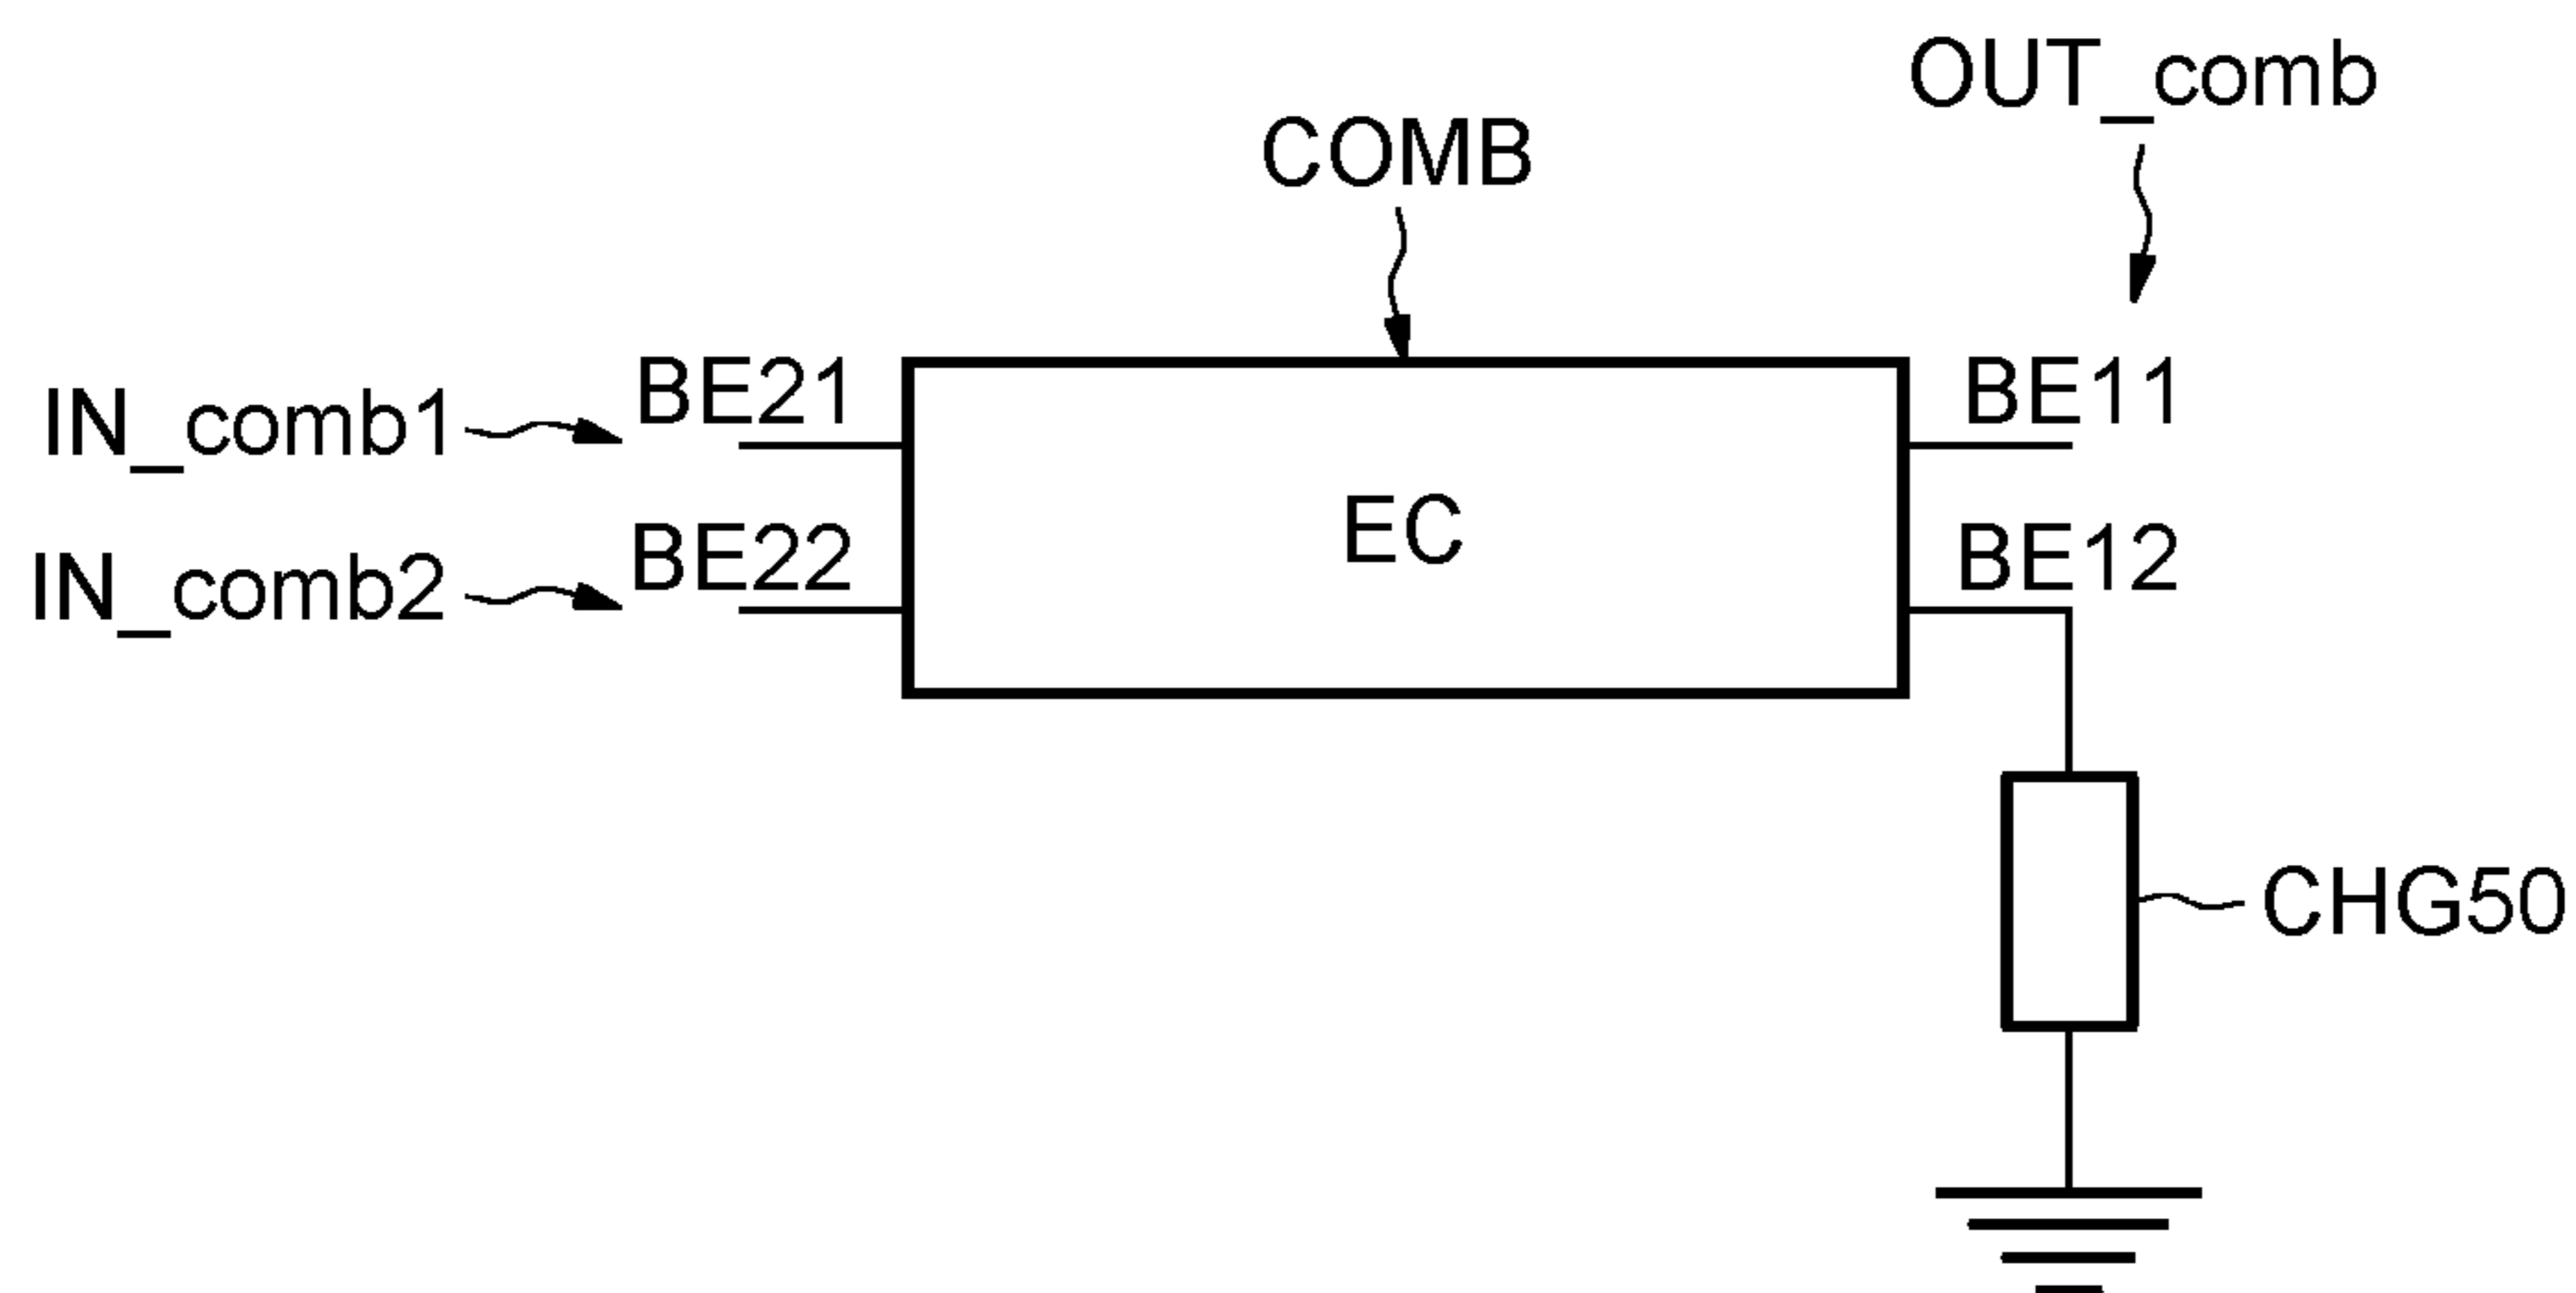 OUT_comb
COMB
IN_comb1
BE21
BE11
EC
IN_comb2
BE22
BE12
CHG50